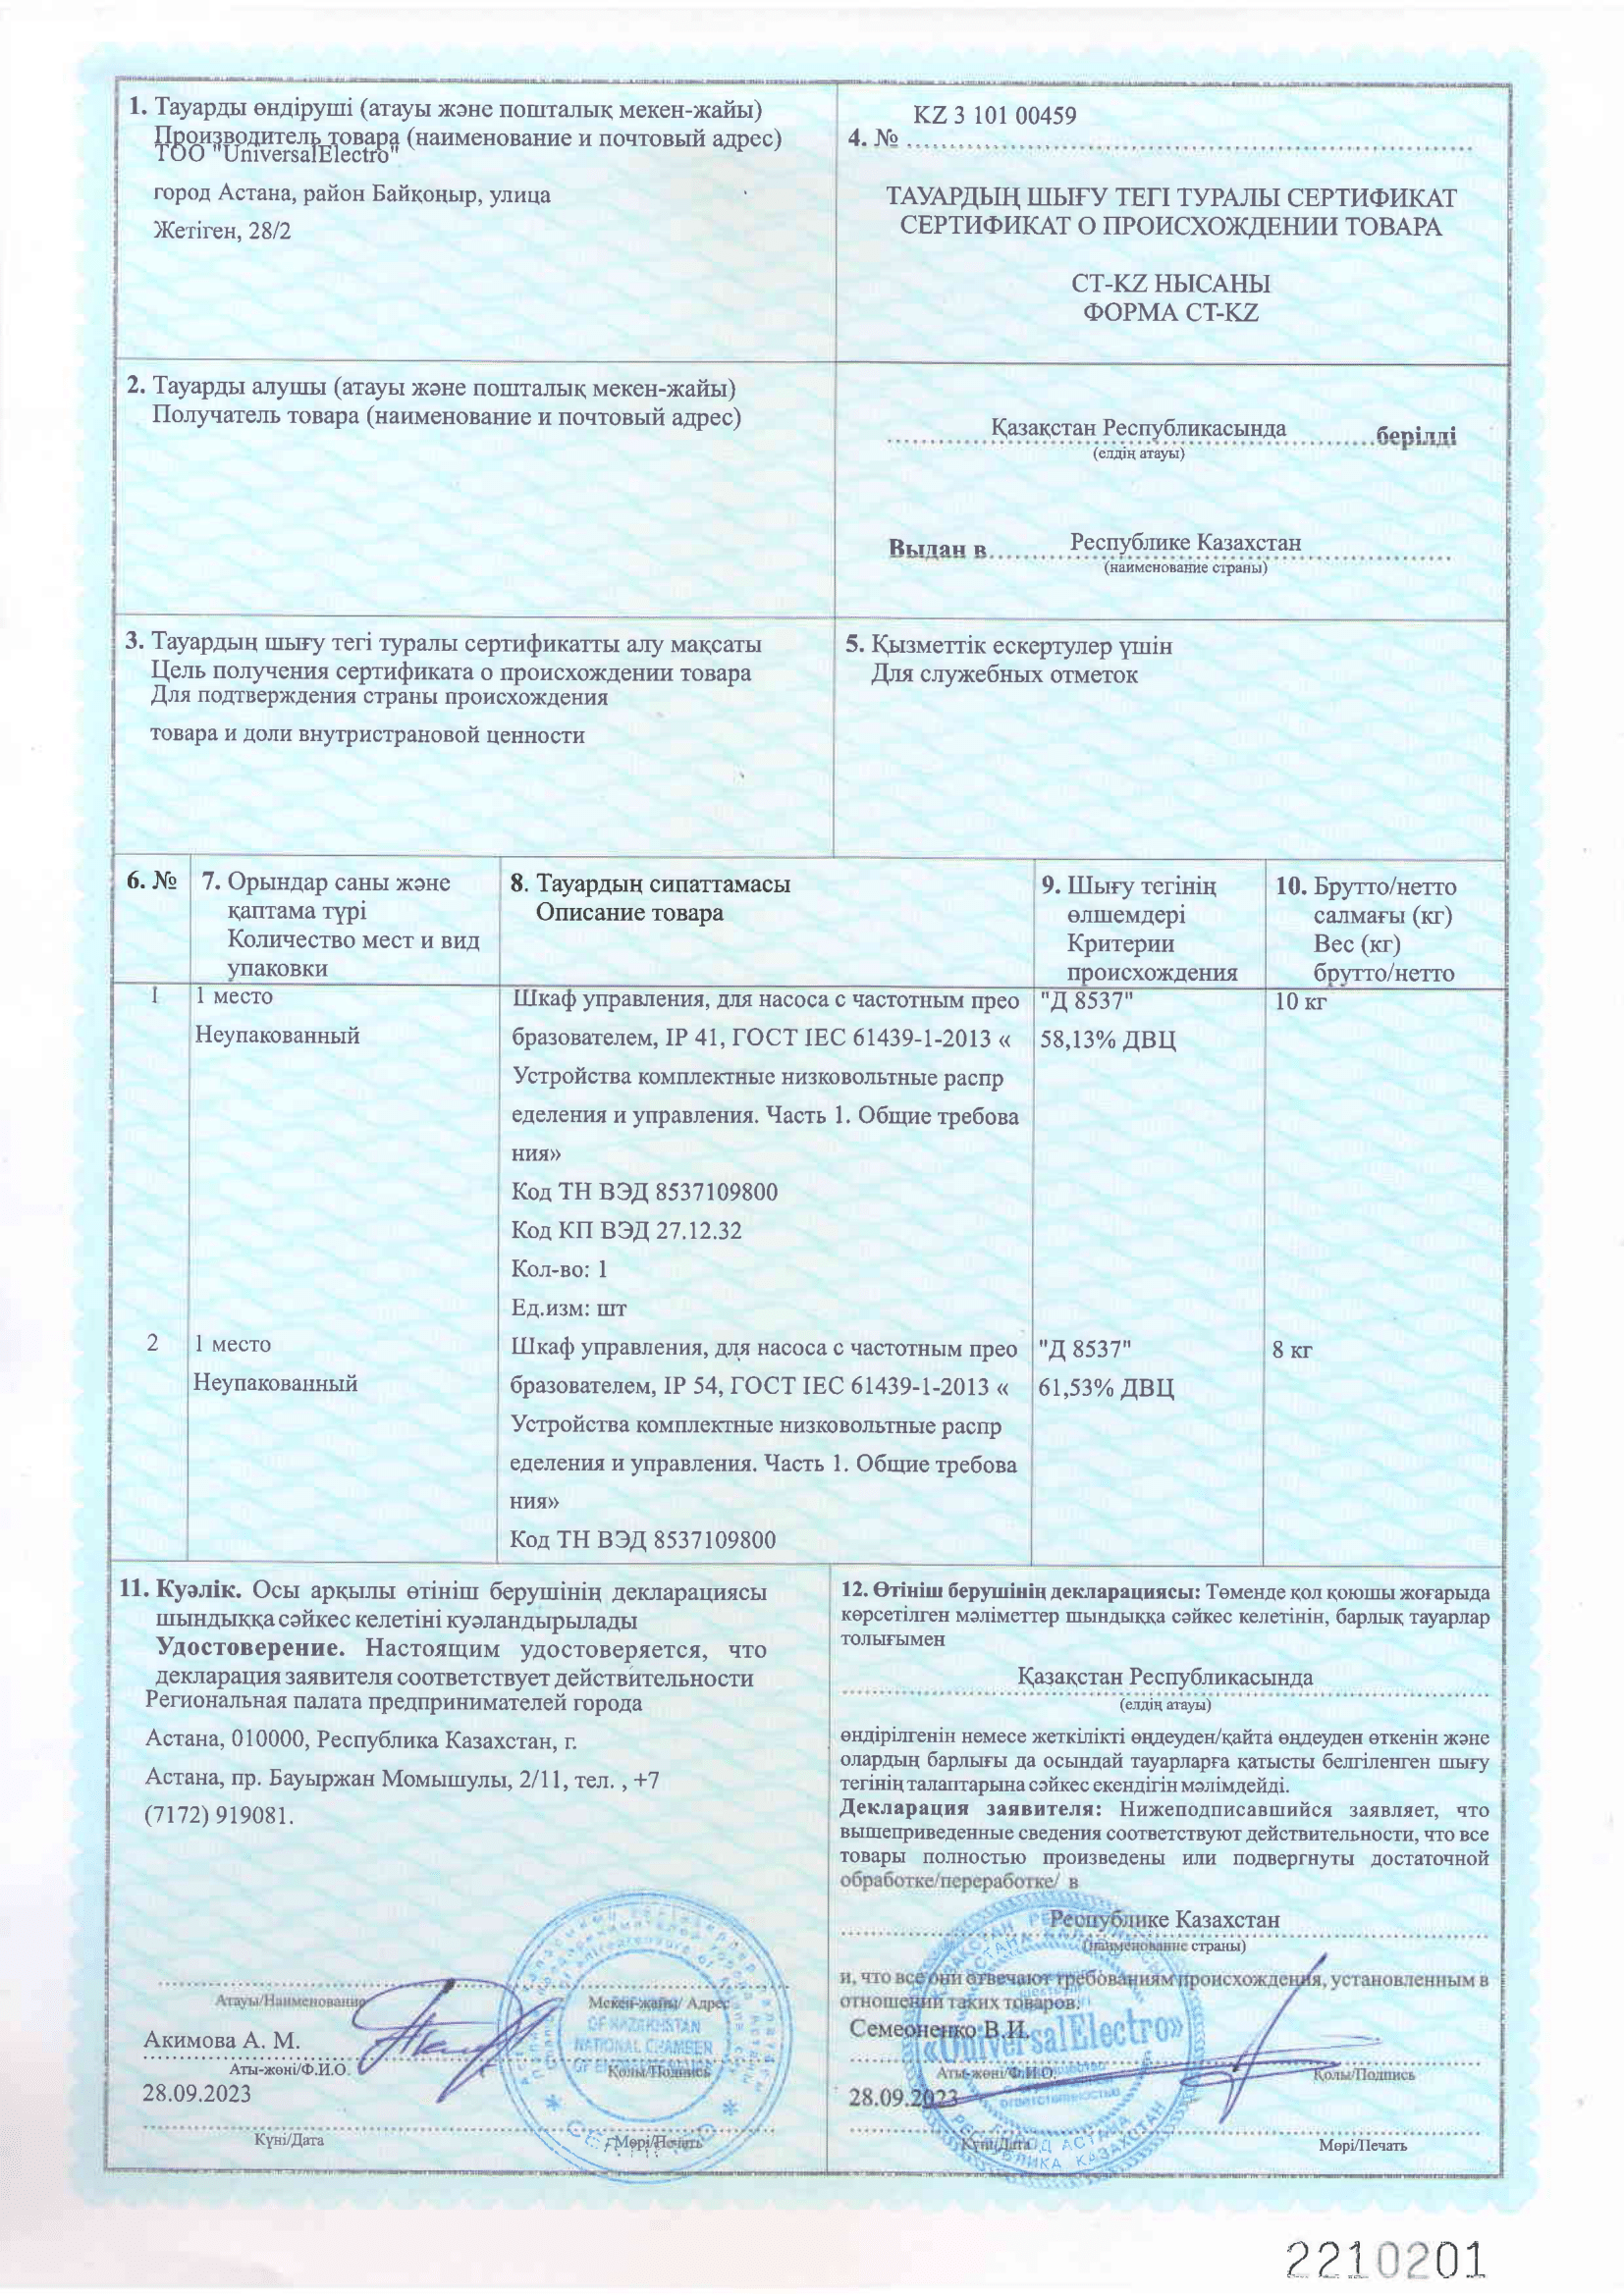 1. Тауарды өндіруші (атауы және пошталық мекен-жайы)
Производитель товара (наименование и почтовый адрес)
ТОО "UniversalElectro"
город Астана, район Байқоңыр, улица
Жетіген, 28/2
KZ 3 101 00459
4. №
ТАУАРДЫҢ ШЫҒУ ТЕГІ ТУРАЛЫ СЕРТИФИКАТ
СЕРТИФИКАТ О ПРОИСХОЖДЕНИИ ТОВАРА
СТ-KZ НЫСАНЫ
ФОРМА СТ-KZ
2. Тауарды алушы (атауы және пошталық мекен-жайы)
Получатель товара (наименование и почтовый адрес)
Қазақстан Республикасында берілді
(елдің атауы)
Выдан в Республике Казахстан
(наименование страны)
3. Тауардың шығу тегі туралы сертификатты алу мақсаты
Цель получения сертификата о происхождении товара
Для подтверждения страны происхождения
товара и доли внутристрановой ценности
5. Қызметтік ескертулер үшін
Для служебных отметок
6. №
7. Орындар саны және
қаптама түрі
Количество мест и вид
упаковки
8. Тауардың сипаттамасы
Описание товара
9. Шығу тегінің
өлшемдері
Критерии
происхождения
10. Брутто/нетто
салмағы (кг)
Вес (кг)
брутто/нетто
1
1 место
Неупакованный
Шкаф управления, для насоса с частотным прео
бразователем, IP 41, ГОСТ IEC 61439-1-2013 «
Устройства комплектные низковольтные распр
еделения и управления. Часть 1. Общие требова
ния»
Код ТН ВЭД 8537109800
Код КП ВЭД 27.12.32
Кол-во: 1
Ед.изм: шт
"Д 8537"
58,13% ДВЦ
10 кг
2
1 место
Неупакованный
Шкаф управления, для насоса с частотным прео
бразователем, IP 54, ГОСТ IEC 61439-1-2013 «
Устройства комплектные низковольтные распр
еделения и управления. Часть 1. Общие требова
ния»
Код ТН ВЭД 8537109800
"Д 8537"
61,53% ДВЦ
8 кг
11. Куәлік. Осы арқылы өтініш берушінің декларациясы
шындыққа сәйкес келетіні куәландырылады
Удостоверение. Настоящим удостоверяется, что
декларация заявителя соответствует действительности
Региональная палата предпринимателей города
Астана, 010000, Республика Казахстан, г.
Астана, пр. Бауыржан Момышулы, 2/11, тел. , +7
(7172) 919081.
Атауы/Наименование
Мекен-жайы/ Адрес
OF KAZAKHSTAN
NATIONAL CHAMBER
Акимова А. М.
Аты-жөні/Ф.И.О.
Қолы/Подпись
28.09.2023
Күні/Дата
Мөрі/Печать
12. Өтініш берушінің декларациясы: Төменде қол қоюшы жоғарыда
көрсетілген мәліметтер шындыққа сәйкес келетінін, барлық тауарлар
толығымен
Қазақстан Республикасында
(елдің атауы)
өндірілгенін немесе жеткілікті өңдеуден/қайта өңдеуден өткенін және
олардың барлығы да осындай тауарларға қатысты белгіленген шығу
тегінің талаптарына сәйкес екендігін мәлімдейді.
Декларация заявителя: Нижеподписавшийся заявляет, что
вышеприведенные сведения соответствуют действительности, что все
товары полностью произведены или подвергнуты достаточной
обработке/переработке/ в
Республике Казахстан
(наименование страны)
и, что все они отвечают требованиям происхождения, установленным в
отношении таких товаров.
Семеоненко В.И.
«UniversalElectro»
Аты-жөні/Ф.И.О.
Қолы/Подпись
28.09.2023
Күні/Дата
Мөрі/Печать
2210201